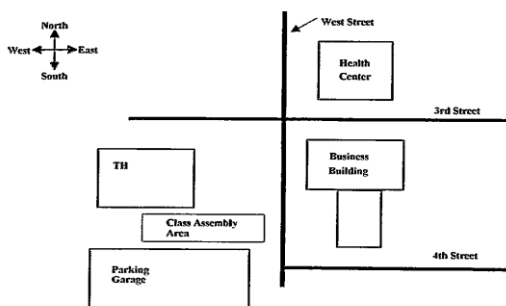 North
West
East
South
West Street
Health
Center
3rd Street
TH
Business
Building
Class Assembly
Area
4th Street
Parking
Garage